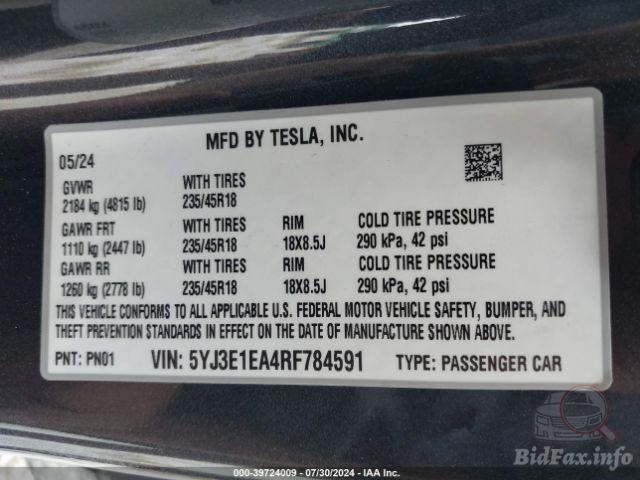 MFD BY TESLA, INC.
05/24
GVWR WITH TIRES
2184 kg (4815 lb) 235/45R18
GAWR FRT WITH TIRES RIM COLD TIRE PRESSURE
1110 kg (2447 lb) 235/45R18 18X8.5J 290 kPa, 42 psi
GAWR RR WITH TIRES RIM COLD TIRE PRESSURE
1260 kg (2778 lb) 235/45R18 18X8.5J 290 kPa, 42 psi
THIS VEHICLE CONFORMS TO ALL APPLICABLE U.S. FEDERAL MOTOR VEHICLE SAFETY, BUMPER, AND
THEFT PREVENTION STANDARDS IN EFFECT ON THE DATE OF MANUFACTURE SHOWN ABOVE.
PNT: PN01 VIN: 5YJ3E1EA4RF784591 TYPE: PASSENGER CAR
BidFax.info
000-39724009 - 07/30/2024 - IAA Inc.